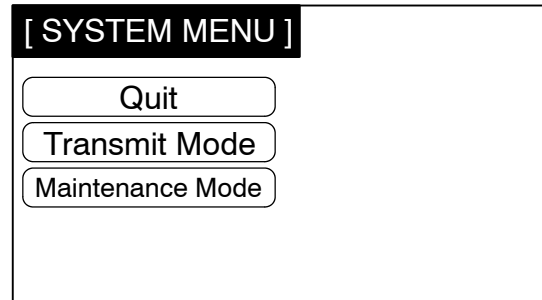 [ SYSTEM MENU ]
Quit
Transmit Mode
Maintenance Mode